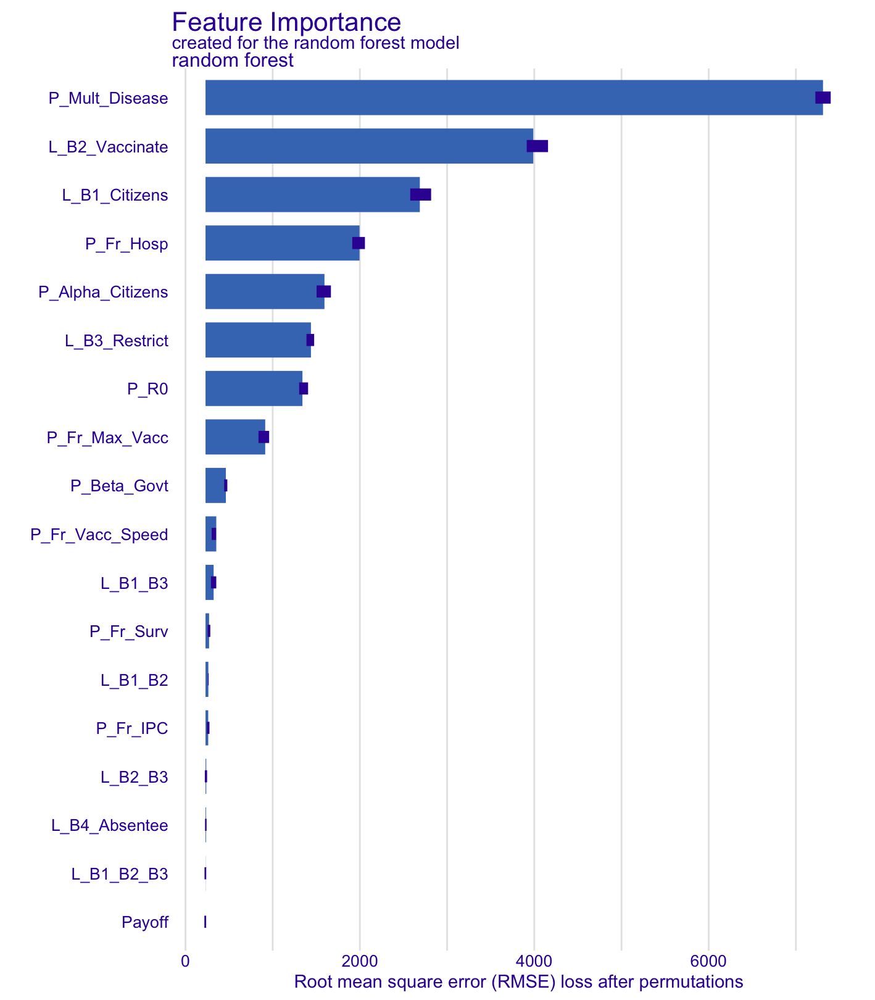 Feature Importance
created for the random forest model
random forest
P_Mult_Disease
L_B2_Vaccinate
L_B1_Citizens
P_Fr_Hosp
P_Alpha_Citizens
L_B3_Restrict
P_R0
P_Fr_Max_Vacc
P_Beta_Govt
P_Fr_Vacc_Speed
L_B1_B3
P_Fr_Surv
L_B1_B2
P_Fr_IPC
L_B2_B3
L_B4_Absentee
L_B1_B2_B3
Payoff
0 2000 4000 6000
Root mean square error (RMSE) loss after permutations